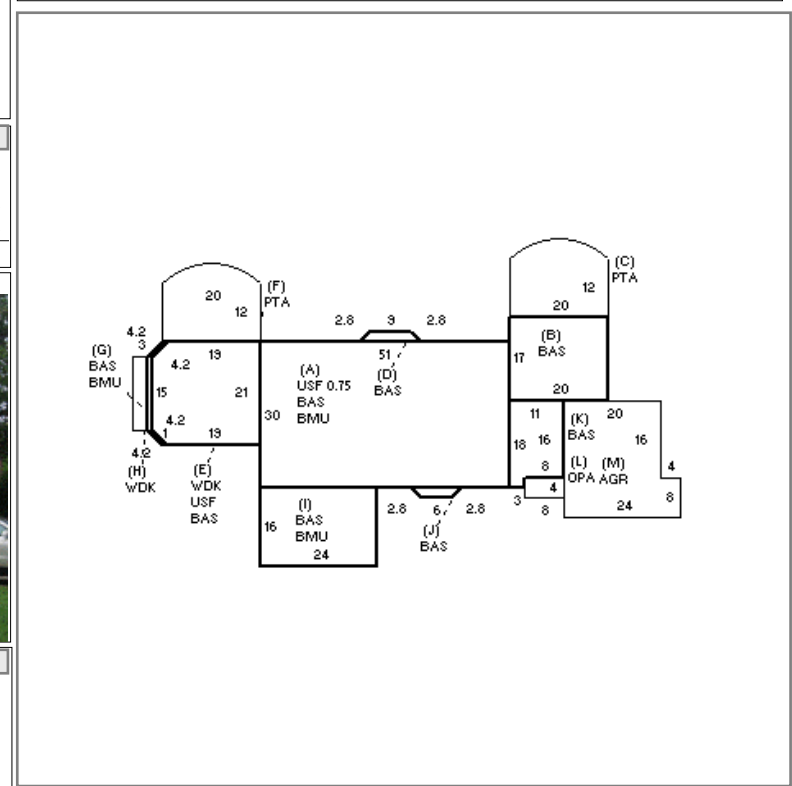 (C)
PTA
12
20
(F)
PTA
20
12
2.8 9 2.8
4.2
3
(G)
BAS
BMU
4.2
19
15
21
4.2
1
19
4.2
(H)
WDK
(E)
WDK
USF
BAS
(A)
USF 0.75
BAS
BMU
30
51
(D)
BAS
(B)
BAS
17
20
11
18 16
8
(K)
BAS
20
16
(L)
OPA
(M)
AGR
4
8
24
4
3
8
(I)
BAS
BMU
16
24
2.8 6 2.8
(J)
BAS